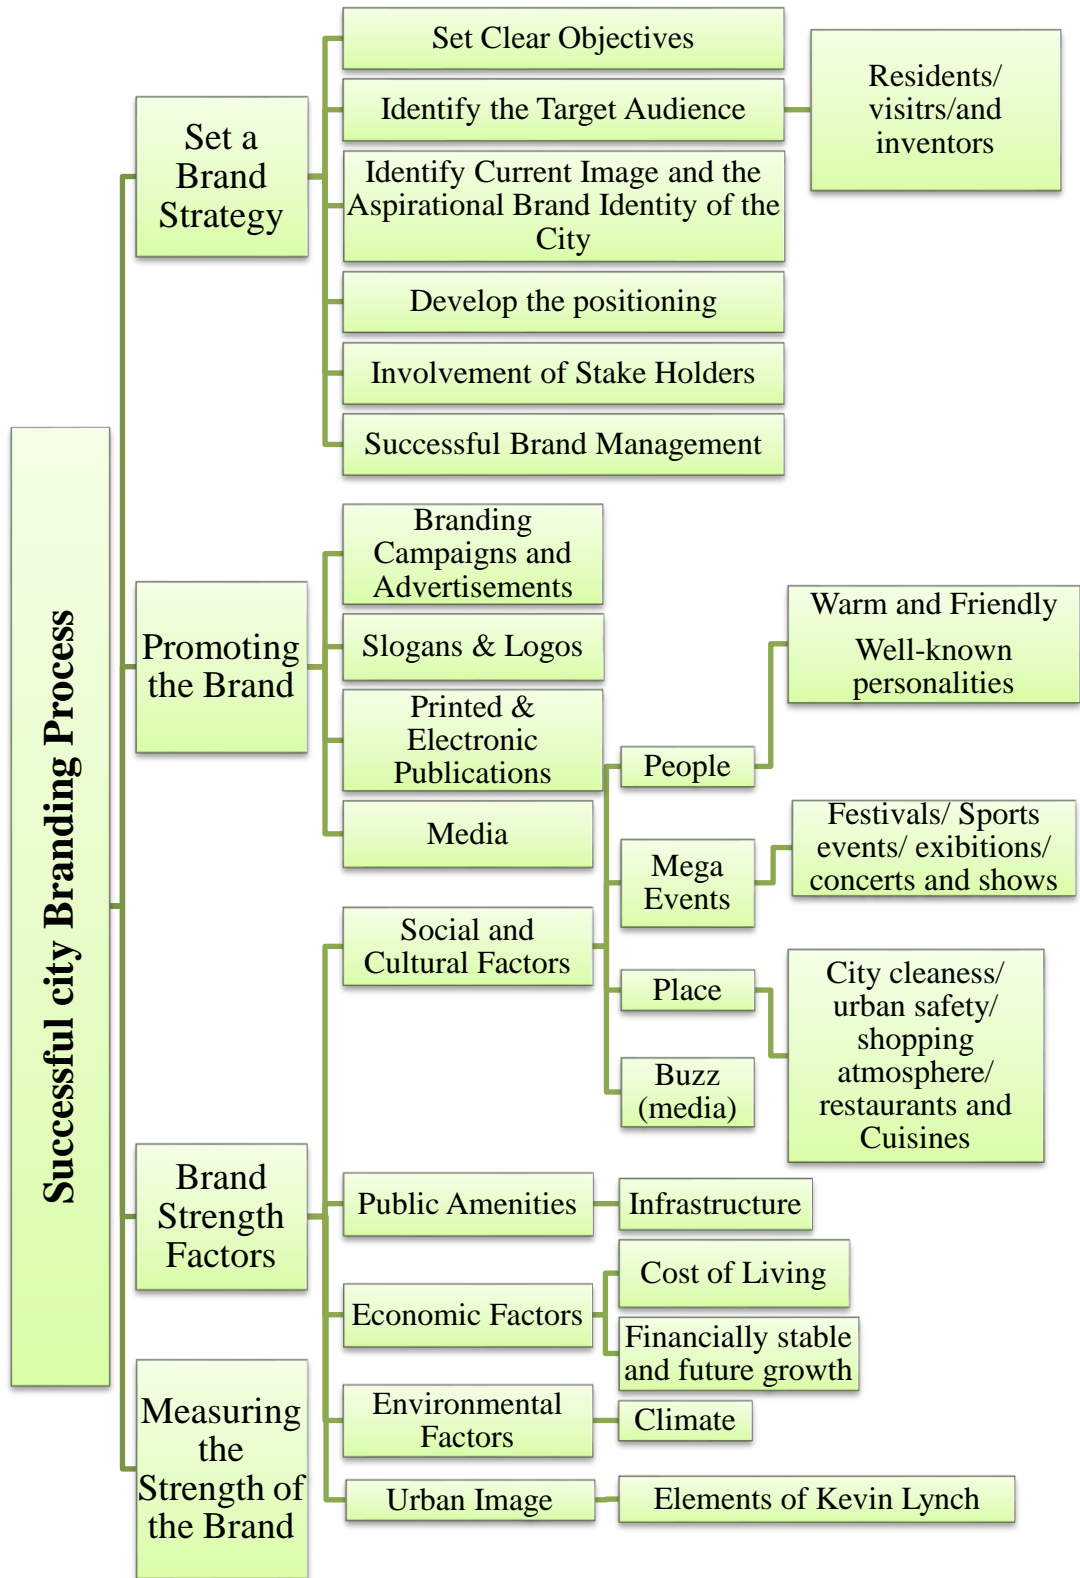 Successful city Branding Process
Set a
Brand
Strategy
Set Clear Objectives
Identify the Target Audience
Residents/
visitrs/and
inventors
Identify Current Image and the
Aspirational Brand Identity of the
City
Develop the positioning
Involvement of Stake Holders
Successful Brand Management
Promoting
the Brand
Branding
Campaigns and
Advertisements
Slogans & Logos
Printed &
Electronic
Publications
Media
Brand
Strength
Factors
Social and
Cultural Factors
People
Warm and Friendly
Well-known
personalities
Mega
Events
Festivals/ Sports
events/ exibitions/
concerts and shows
Place
City cleaness/
urban safety/
shopping
atmosphere/
restaurants and
Cuisines
Buzz
(media)
Public Amenities
Infrastructure
Economic Factors
Cost of Living
Financially stable
and future growth
Environmental
Factors
Climate
Urban Image
Elements of Kevin Lynch
Measuring
the
Strength of
the Brand